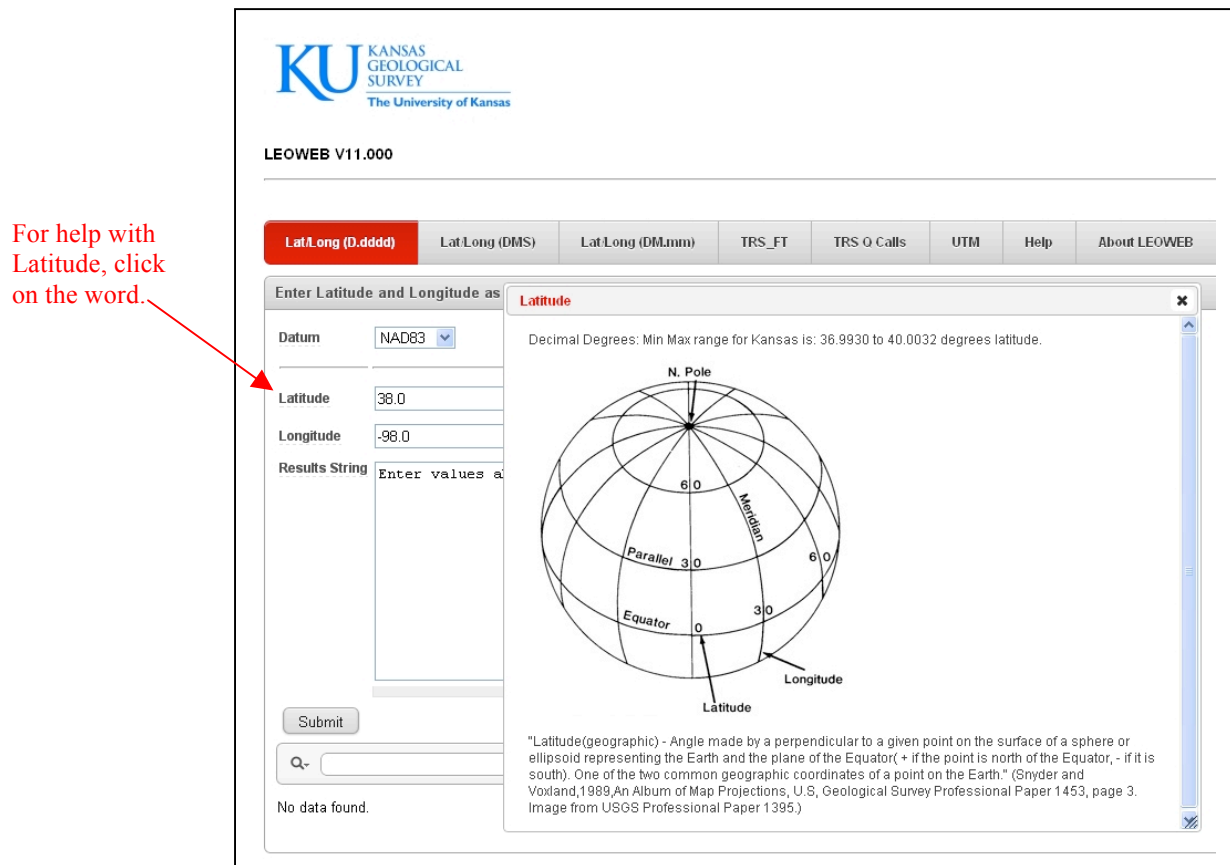 KU KANSAS
GEOLOGICAL
SURVEY
The University of Kansas
LEOWEB V11.000
For help with
Latitude, click
on the word.
Lat/Long (D.dddd) Lat/Long (DMS) Lat/Long (DM.mm) TRS_FT TRS Q Calls UTM Help About LEOWEB
Enter Latitude and Longitude as
Datum NAD83
Latitude 38.0
Longitude -98.0
Results String Enter values
Submit
No data found.
Latitude
Decimal Degrees: Min Max range for Kansas is: 36.9930 to 40.0032 degrees latitude.
N. Pole
60
Meridian
Parallel 30
60
Equator 0
30
Longitude
Latitude
"Latitude(geographic) - Angle made by a perpendicular to a given point on the surface of a sphere or
ellipsoid representing the Earth and the plane of the Equator( + if the point is north of the Equator, - if it is
south). One of the two common geographic coordinates of a point on the Earth." (Snyder and
Voxland,1989,An Album of Map Projections, U.S, Geological Survey Professional Paper 1453, page 3.
Image from USGS Professional Paper 1395.)